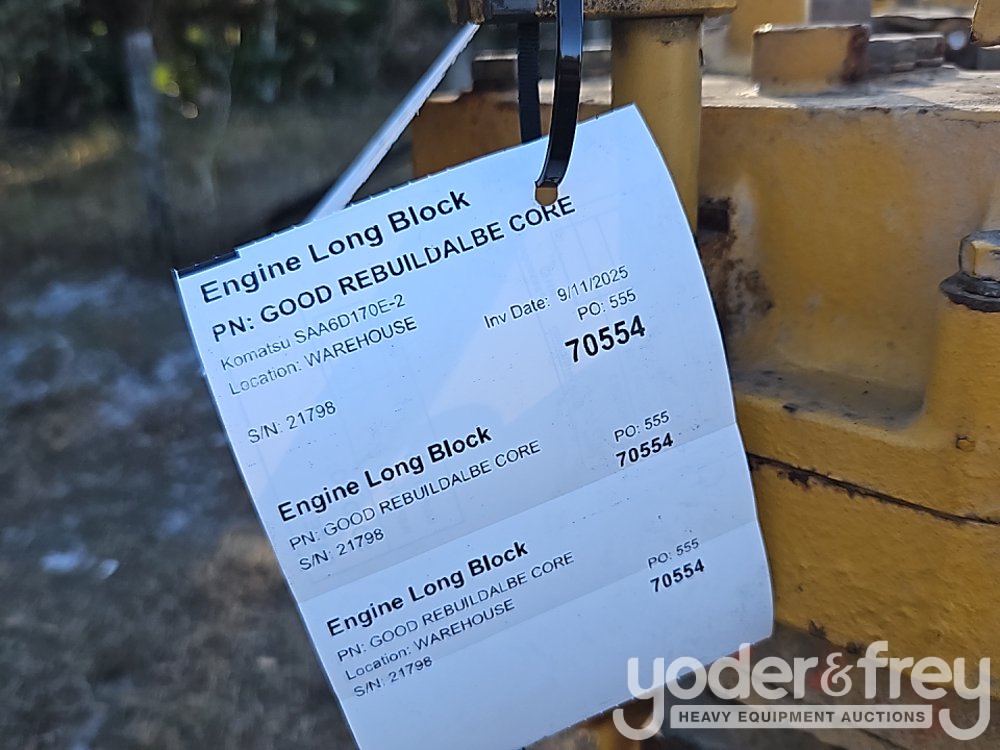 Engine Long Block
PN: GOOD REBUILDALBE CORE
Komatsu SAA6D170E-2
Location: WAREHOUSE
Inv Date: 9/11/2025
PO: 555
70554
S/N: 21798
Engine Long Block
PN: GOOD REBUILDALBE CORE
S/N: 21798
PO: 555
70554
Engine Long Block
PN: GOOD REBUILDALBE CORE
Location: WAREHOUSE
S/N: 21798
PO: 555
70554
yoder&frey
HEAVY EQUIPMENT AUCTIONS